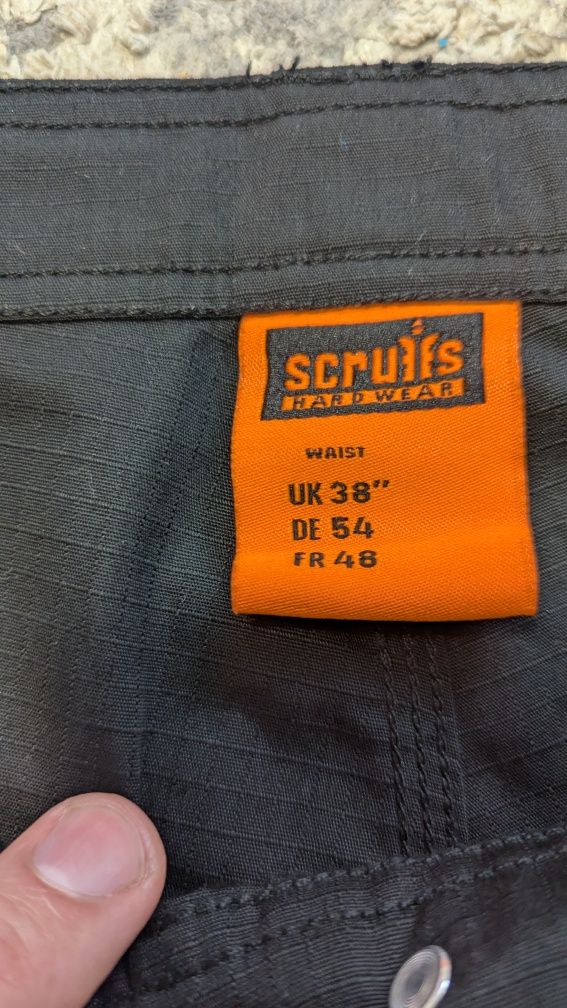 scruffs
HARDWEAR
WAIST
UK 38"
DE 54
FR 48